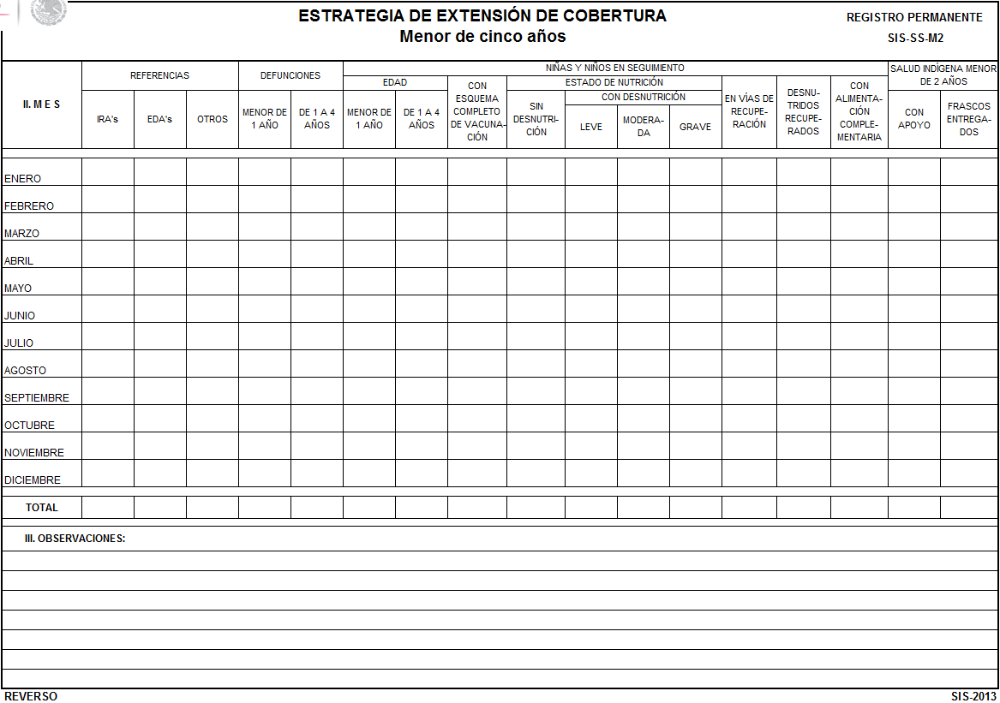 ESTRATEGIA DE EXTENSIÓN DE COBERTURA
REGISTRO PERMANENTE
Menor de cinco años
SIS-SS-M2
II. M E S
REFERENCIAS
DEFUNCIONES
NIÑAS Y NIÑOS EN SEGUIMIENTO
SALUD INDÍGENA MENOR
DE 2 AÑOS
IRA's
EDA's
OTROS
MENOR DE
1 AÑO
DE 1 A 4
AÑOS
EDAD
MENOR DE
1 AÑO
DE 1 A 4
AÑOS
CON
ESQUEMA
COMPLETO
DE VACUNA-
CIÓN
ESTADO DE NUTRICIÓN
SIN
DESNUTRI-
CIÓN
CON DESNUTRICIÓN
LEVE
MODERA-
DA
GRAVE
EN VÍAS DE
RECUPE-
RACIÓN
DESNU-
TRIDOS
RECUPE-
RADOS
CON
ALIMENTA-
CIÓN
COMPLE-
MENTARIA
CON
APOYO
FRASCOS
ENTREGA-
DOS
ENERO
FEBRERO
MARZO
ABRIL
MAYO
JUNIO
JULIO
AGOSTO
SEPTIEMBRE
OCTUBRE
NOVIEMBRE
DICIEMBRE
TOTAL
III. OBSERVACIONES:
REVERSO
SIS-2013